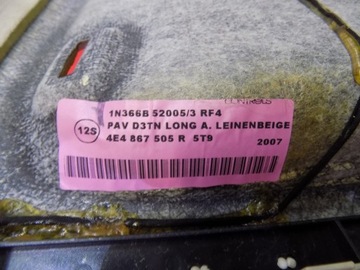 1N366B 52005/3 RF4
12S
PAV D3TN LONG A. LEINENBEIGE
4E4 867 505 R 5T9
2007